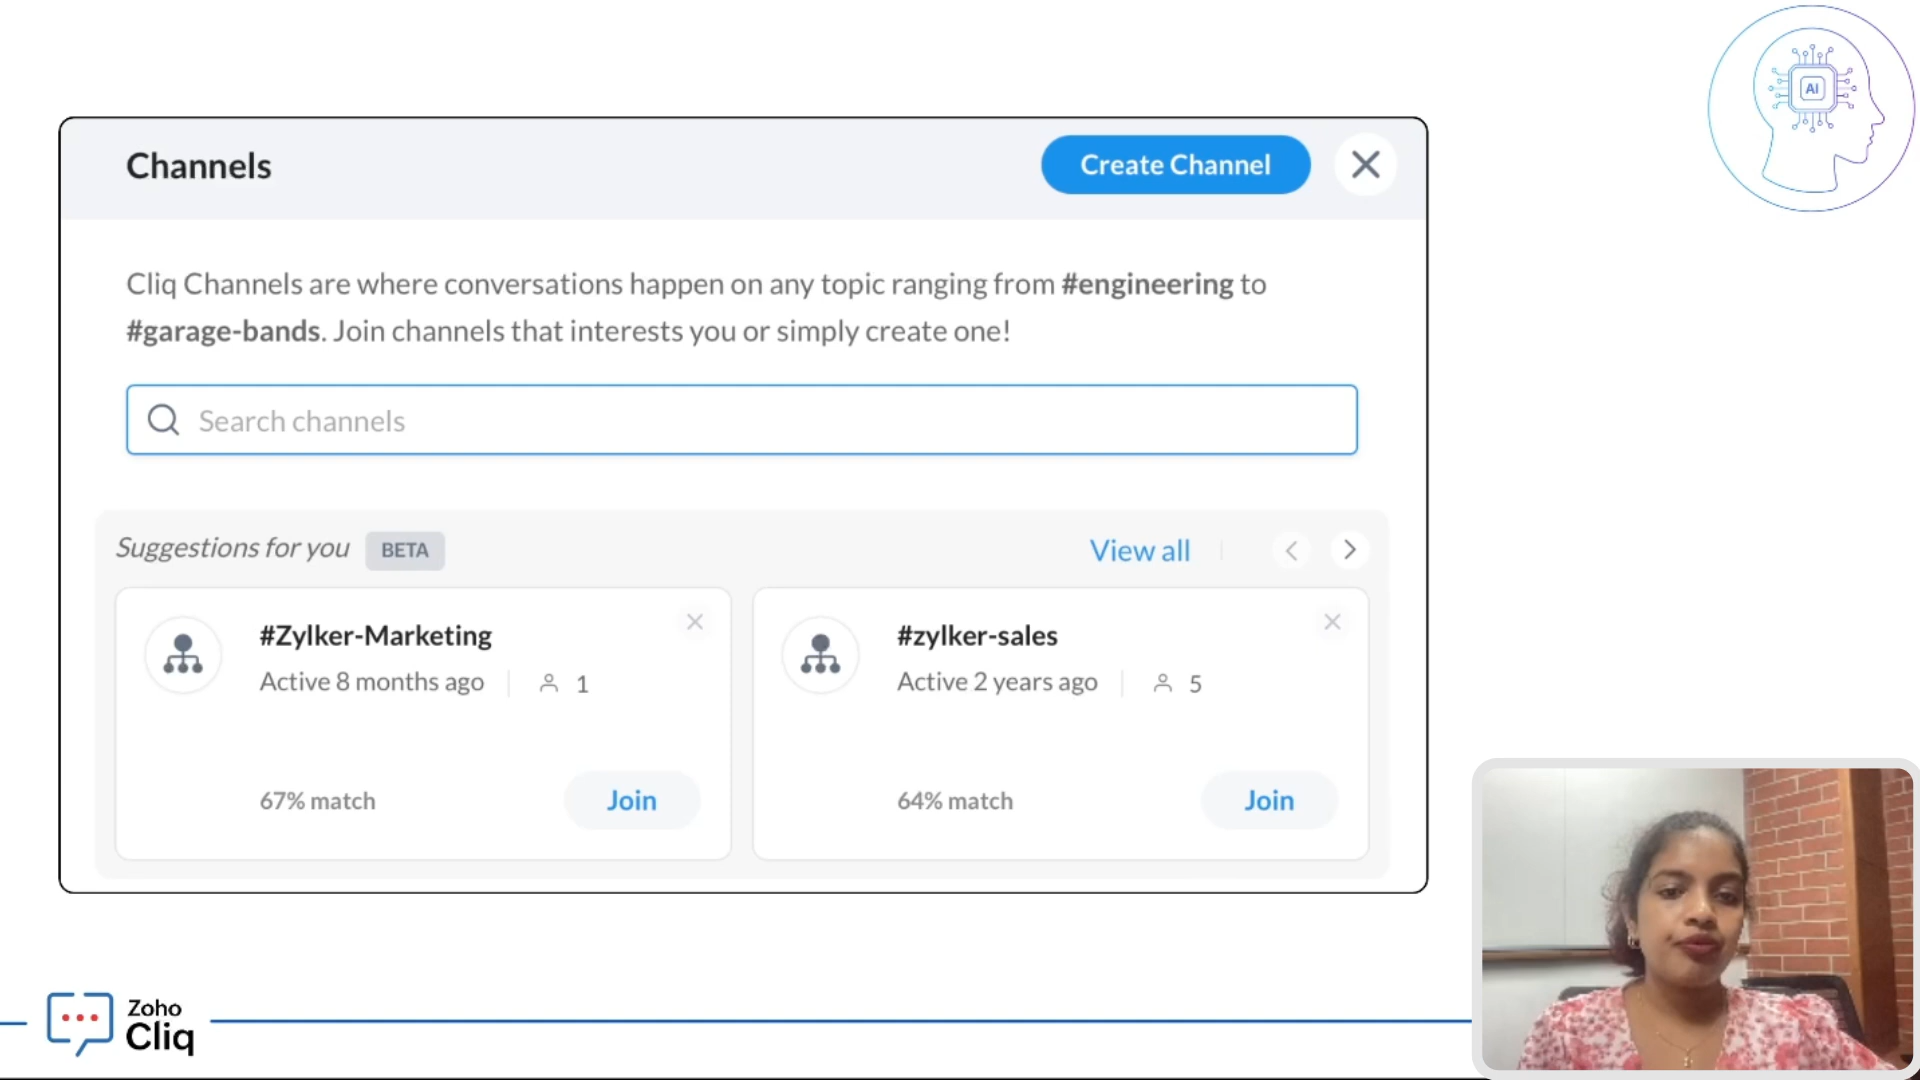 AI
Channels
Create Channel
Cliq Channels are where conversations happen on any topic ranging from #engineering to
#garage-bands. Join channels that interests you or simply create one!
Search channels
Suggestions for you
BETA
View all
#Zylker-Marketing
Active 8 months ago
1
67% match
Join
#zylker-sales
Active 2 years ago
5
64% match
Join
Zoho
Cliq